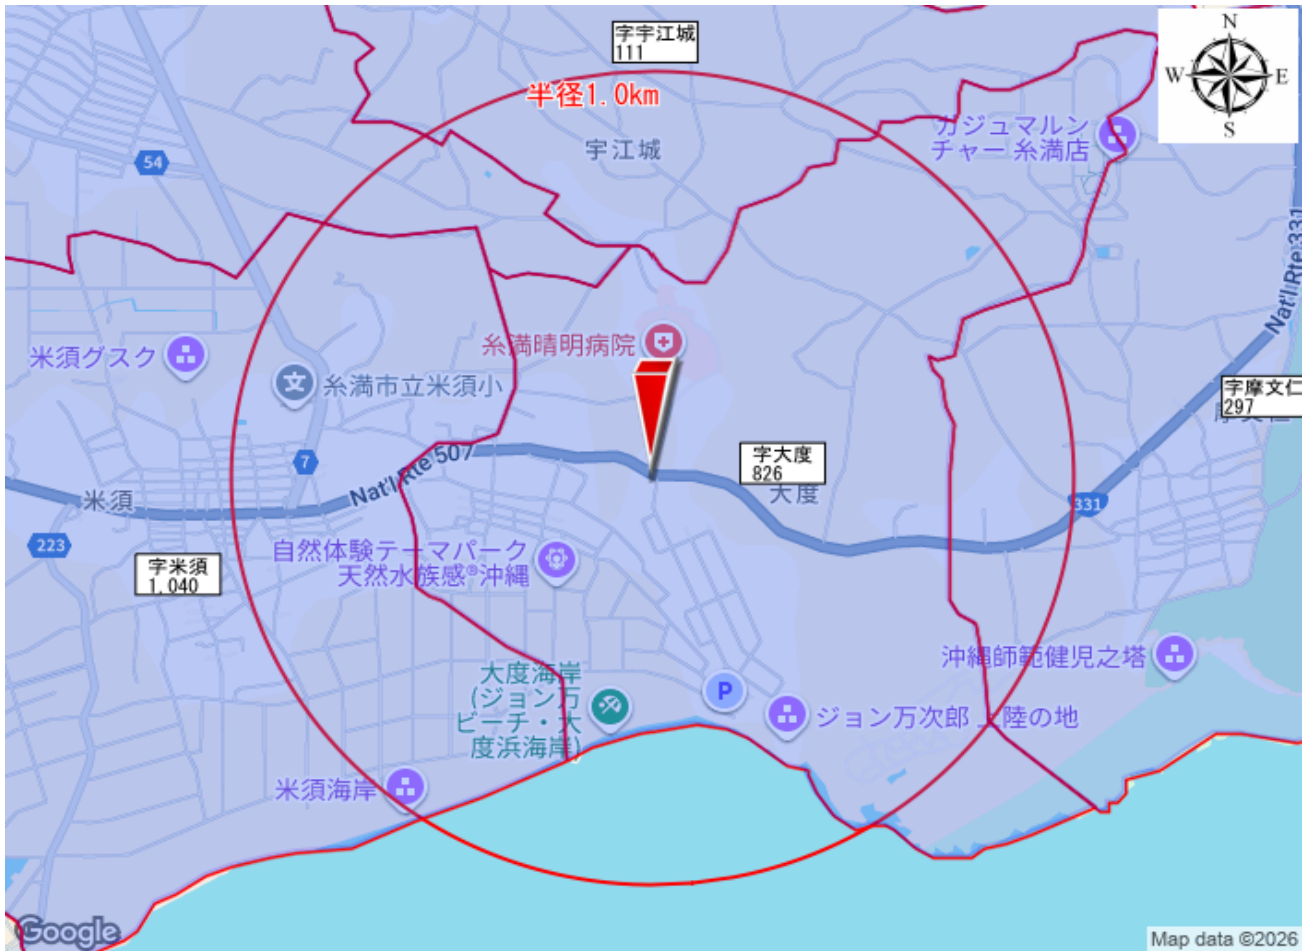 字宇江城
111
N
W E
S
半径1.0km
ガジュマルン
チャー 糸満店
宇江城
54
Nat'l Rte 331
糸満晴明病院
米須グスク
糸満市立米須小
字摩文仁
297
字大度
826
大度
7
Nat'l Rte 507
米須
331
223
自然体験テーマパーク
天然水族感®沖縄
字米須
1,040
沖縄師範健児之塔
大度海岸
(ジョン万
ビーチ・大
度浜海岸)
P
ジョン万次郎 上陸の地
米須海岸
Google
Map data ©2026